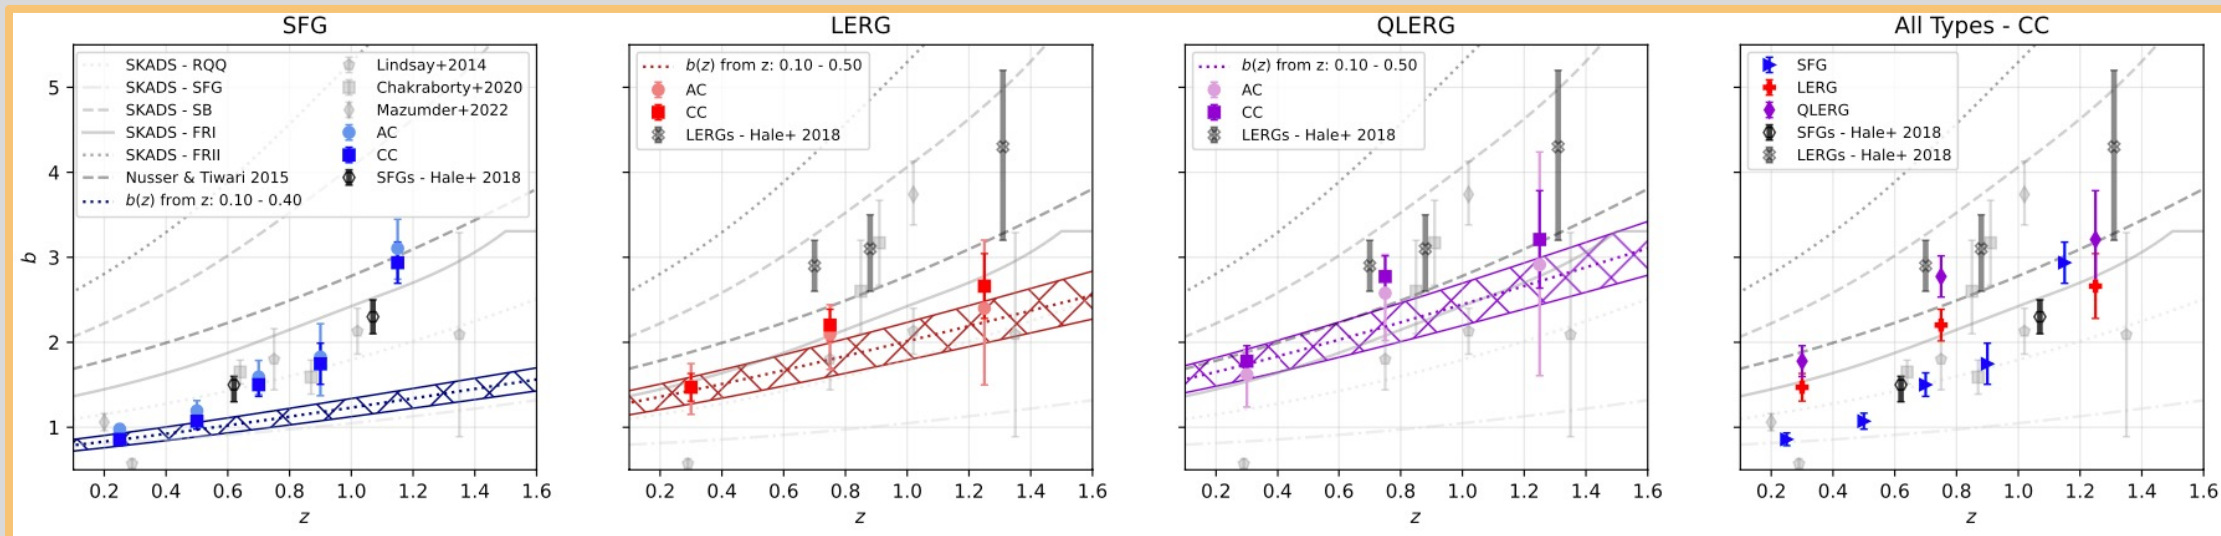 SFG
SKADS - RQQ
SKADS - SFG
SKADS - SB
SKADS - FRI
SKADS - FRII
Nusser & Tiwari 2015
b(z) from z: 0.10 - 0.40
Lindsay+2014
Chakraborty+2020
Mazumder+2022
AC
CC
SFGs - Hale+ 2018
5
4
3
2
1
b
0.2 0.4 0.6 0.8 1.0 1.2 1.4 1.6
z
LERG
b(z) from z: 0.10 - 0.50
AC
CC
LERGs - Hale+ 2018
0.2 0.4 0.6 0.8 1.0 1.2 1.4 1.6
z
QLERG
b(z) from z: 0.10 - 0.50
AC
CC
LERGs - Hale+ 2018
0.2 0.4 0.6 0.8 1.0 1.2 1.4 1.6
z
All Types - CC
SFG
LERG
QLERG
SFGs - Hale+ 2018
LERGs - Hale+ 2018
0.2 0.4 0.6 0.8 1.0 1.2 1.4 1.6
z